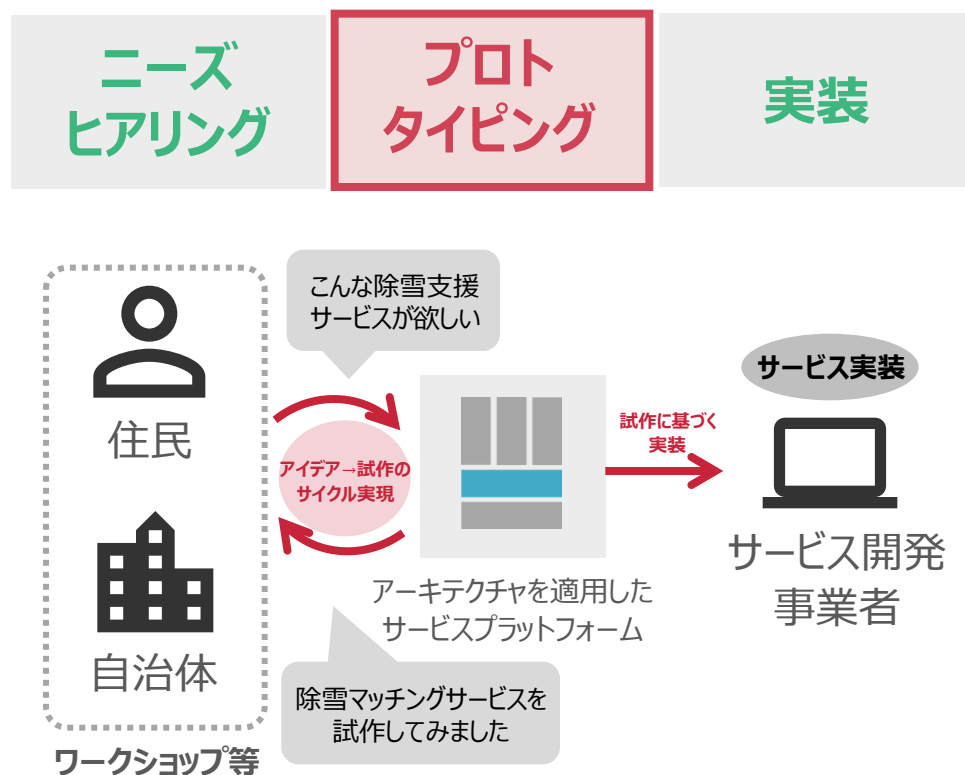 ニーズ
ヒアリング
プロト
タイピング
実装
こんな除雪支援
サービスが欲しい
住民
アイデア→試作の
サイクル実現
試作に基づく
実装
サービス実装
アーキテクチャを適用した
サービスプラットフォーム
サービス開発
事業者
自治体
除雪マッチングサービスを
試作してみました
ワークショップ等